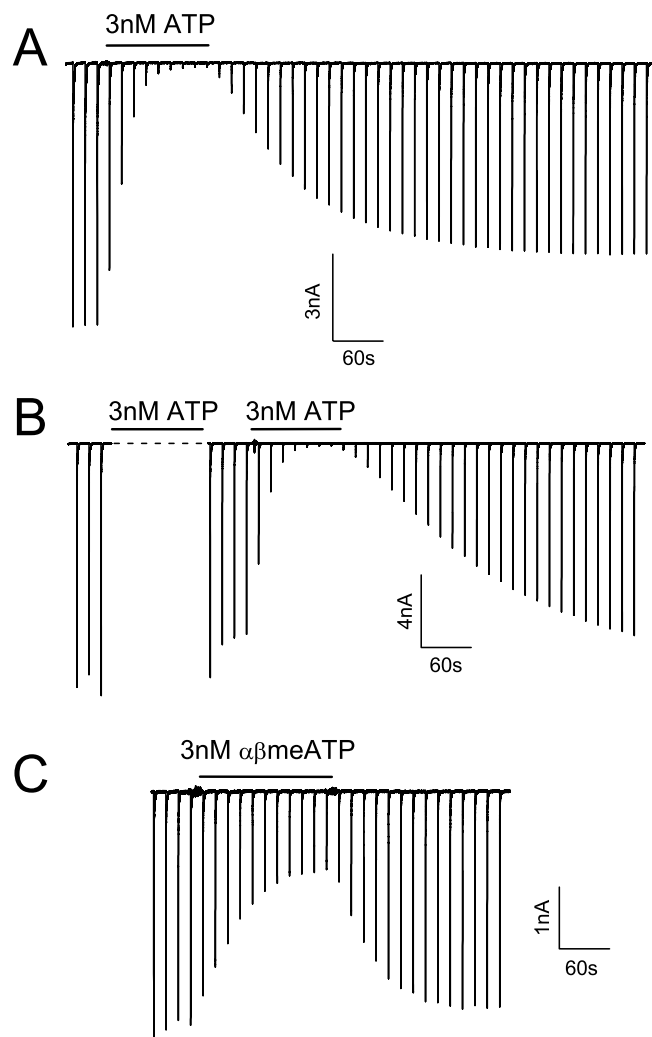 A
3nM ATP
3nA
60s
B
3nM ATP
3nM ATP
4nA
60s
C
3nM αβmeATP
1nA
60s